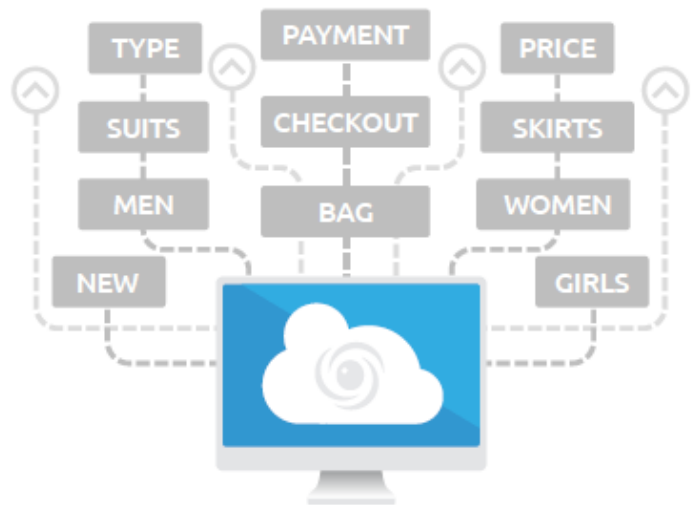 TYPE
PAYMENT
PRICE
SUITS
CHECKOUT
SKIRTS
MEN
BAG
WOMEN
NEW
GIRLS